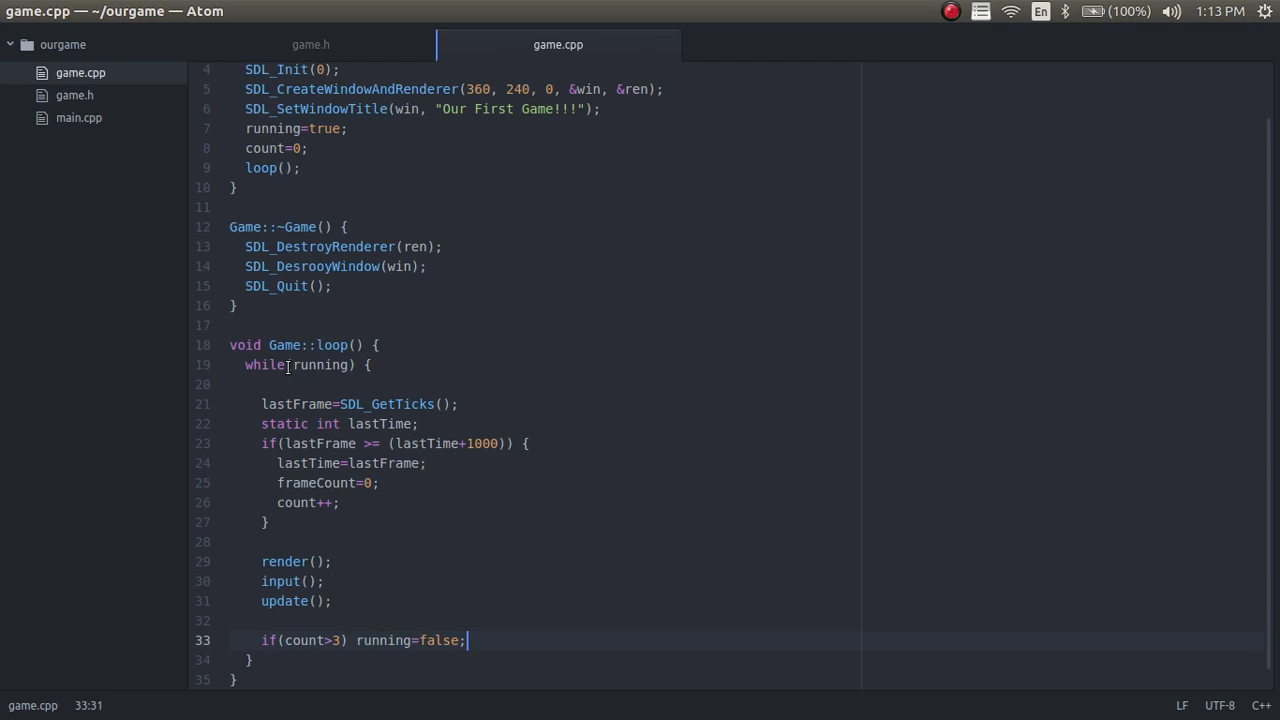 game.cpp — ~/ourgame — Atom
En
(100%)
1:13 PM
ourgame
game.h
game.cpp
game.cpp
game.h
main.cpp
4 SDL_Init(0);
5 SDL_CreateWindowAndRenderer(360, 240, 0, &win, &ren);
6 SDL_SetWindowTitle(win, "Our First Game!!!");
7 running=true;
8 count=0;
9 loop();
10 }
11
12 Game::~Game() {
13 SDL_DestroyRenderer(ren);
14 SDL_DesrooyWindow(win);
15 SDL_Quit();
16 }
17
18 void Game::loop() {
19 while(running) {
20
21 lastFrame=SDL_GetTicks();
22 static int lastTime;
23 if(lastFrame >= (lastTime+1000)) {
24 lastTime=lastFrame;
25 frameCount=0;
26 count++;
27 }
28
29 render();
30 input();
31 update();
32
33 if(count>3) running=false;
34 }
35 }
game.cpp 33:31
LF UTF-8 C++